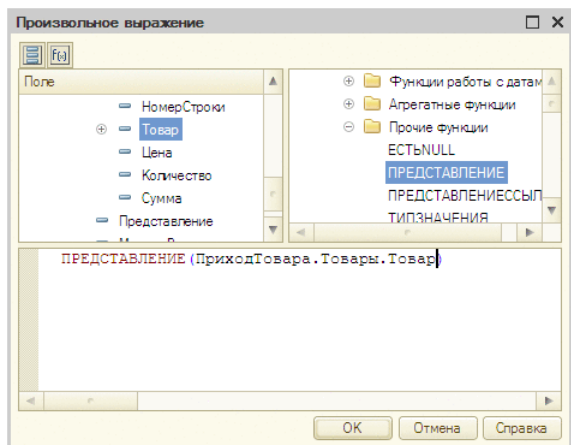 Произвольное выражение
f(x)
Поле
НомерСтроки
Товар
Цена
Количество
Сумма
Представление
Функции работы с датам
Агрегатные функции
Прочие функции
ЕСТЬNULL
ПРЕДСТАВЛЕНИЕ
ПРЕДСТАВЛЕНИЕССЫЛ
ТИПЗНАЧЕНИЯ
ПРЕДСТАВЛЕНИЕ(ПриходТовара.Товары.Товар)
OK
Отмена
Справка